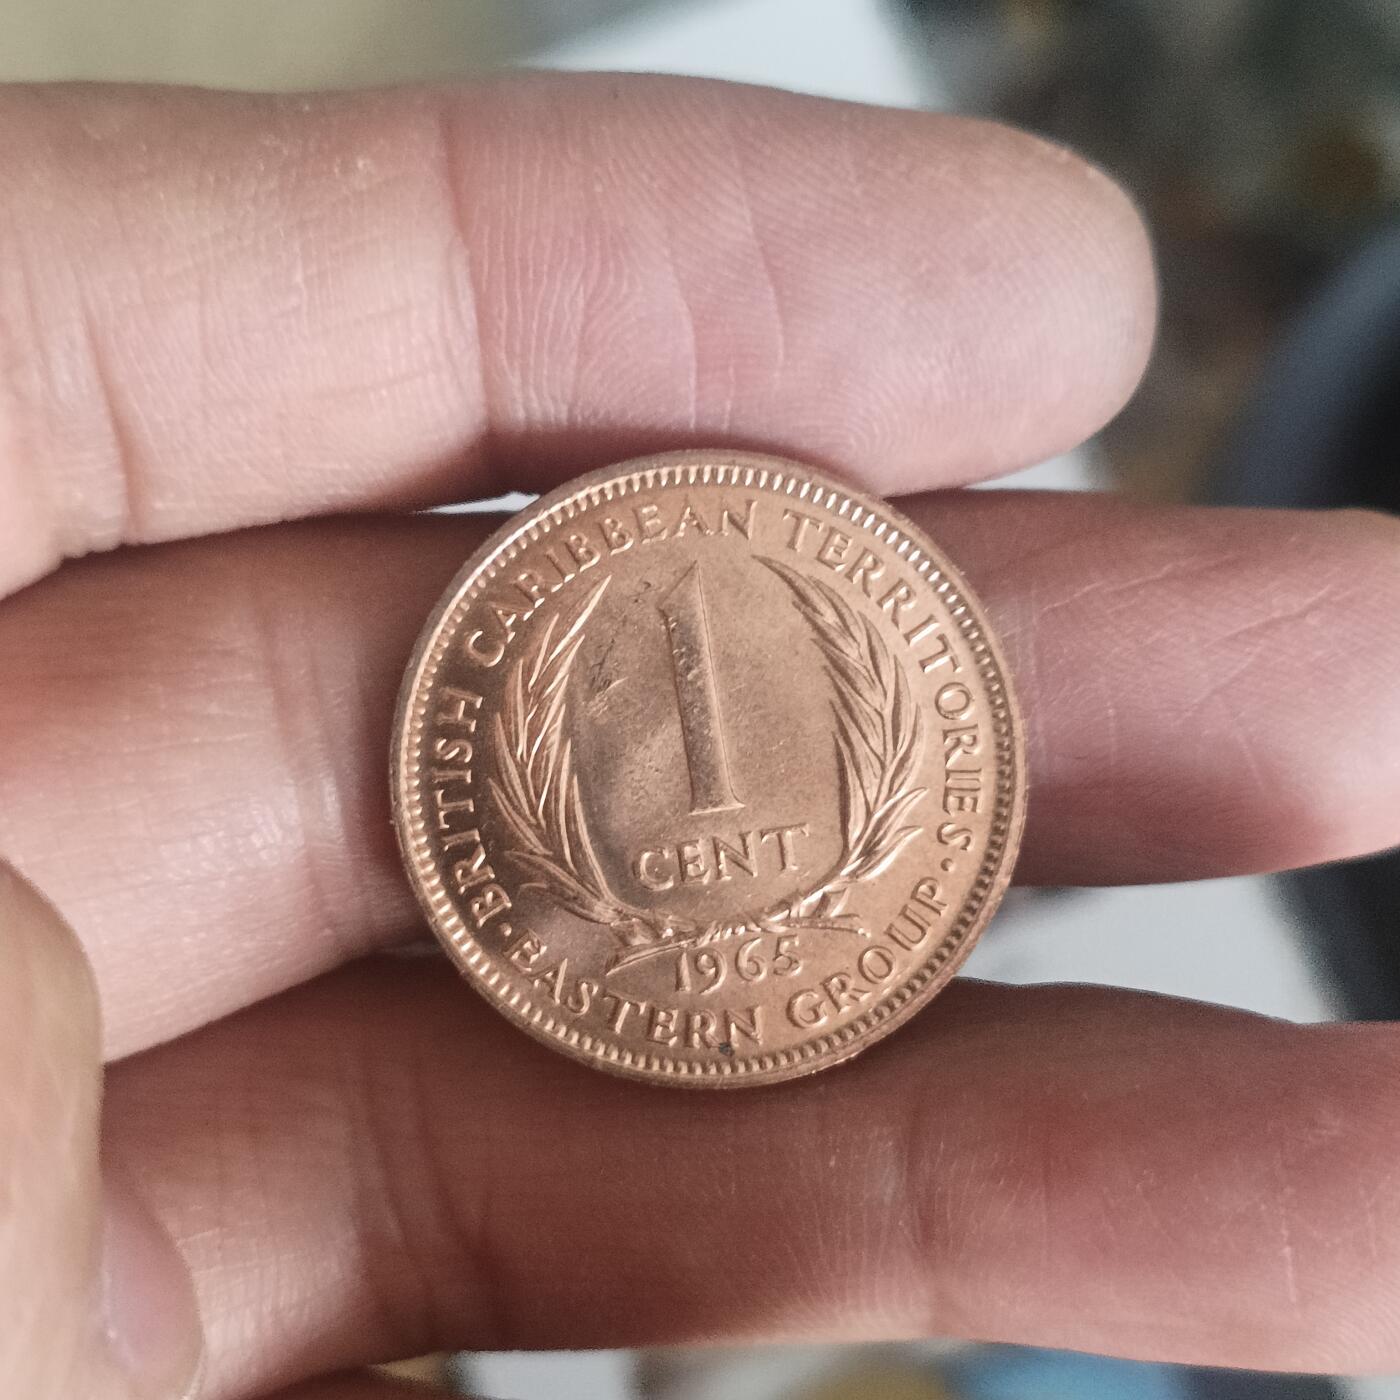 BRITISH CARIBBEAN TERRITORIES
1
CENT
1965
· EASTERN GROUP ·